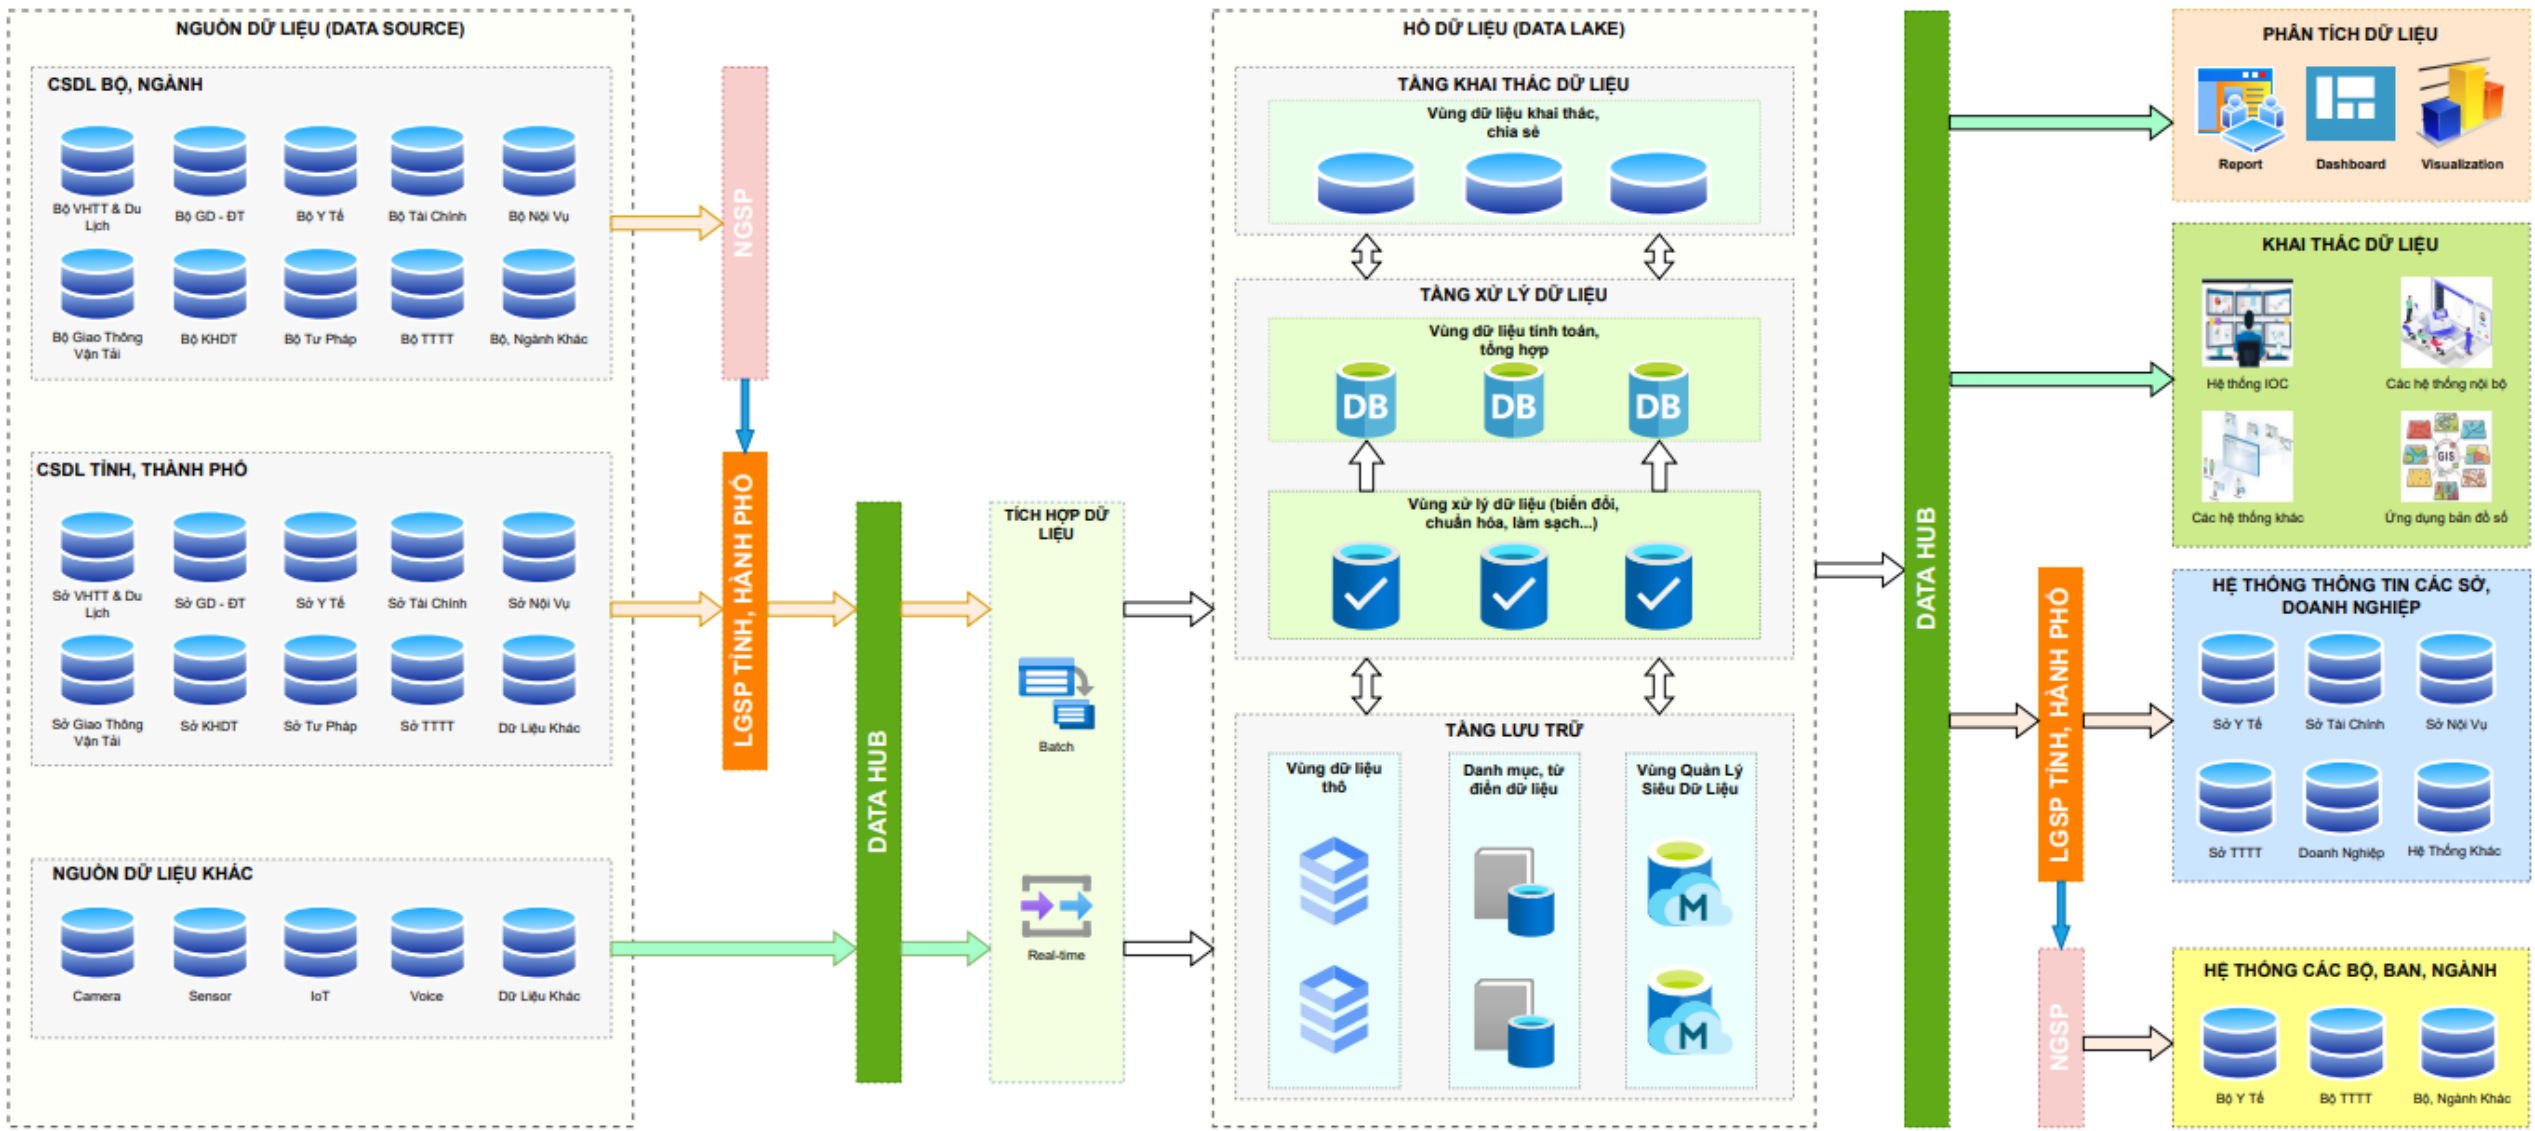 NGUỒN DỮ LIỆU (DATA SOURCE)
CSDL BỘ, NGÀNH
Bộ VHTT & Du
Lịch
Bộ GD - ĐT
Bộ Y Tế
Bộ Tài Chính
Bộ Nội Vụ
Bộ Giao Thông
Vận Tải
Bộ KHDT
Bộ Tư Pháp
Bộ TTTT
Bộ, Ngành Khác
CSDL TỈNH, THÀNH PHỐ
Sở VHTT & Du
Lịch
Sở GD - ĐT
Sở Y Tế
Sở Tài Chính
Sở Nội Vụ
Sở Giao Thông
Vận Tải
Sở KHDT
Sở Tư Pháp
Sở TTTT
Dữ Liệu Khác
NGUỒN DỮ LIỆU KHÁC
Camera
Sensor
IoT
Voice
Dữ Liệu Khác
NGSP
LGSP TỈNH, HÀNH PHỐ
DATA HUB
TÍCH HỢP DỮ
LIỆU
Batch
Real-time
HỒ DỮ LIỆU (DATA LAKE)
TẦNG KHAI THÁC DỮ LIỆU
Vùng dữ liệu khai thác,
chia sẻ
TẦNG XỬ LÝ DỮ LIỆU
Vùng dữ liệu tính toán,
tổng hợp
DB
DB
DB
Vùng xử lý dữ liệu (biến đổi,
chuẩn hóa, làm sạch...)
TẦNG LƯU TRỮ
Vùng dữ liệu
thô
Danh mục, từ
điển dữ liệu
Vùng Quản Lý
Siêu Dữ Liệu
M
M
DATA HUB
PHÂN TÍCH DỮ LIỆU
Report
Dashboard
Visualization
KHAI THÁC DỮ LIỆU
Hệ thống IOC
Các hệ thống nội bộ
Các hệ thống khác
GIS
Ứng dụng bản đồ số
LGSP TỈNH, HÀNH PHỐ
HỆ THỐNG THÔNG TIN CÁC SỞ,
DOANH NGHIỆP
Sở Y Tế
Sở Tài Chính
Sở Nội Vụ
Sở TTTT
Doanh Nghiệp
Hệ Thống Khác
NGSP
HỆ THỐNG CÁC BỘ, BAN, NGÀNH
Bộ Y Tế
Bộ TTTT
Bộ, Ngành Khác